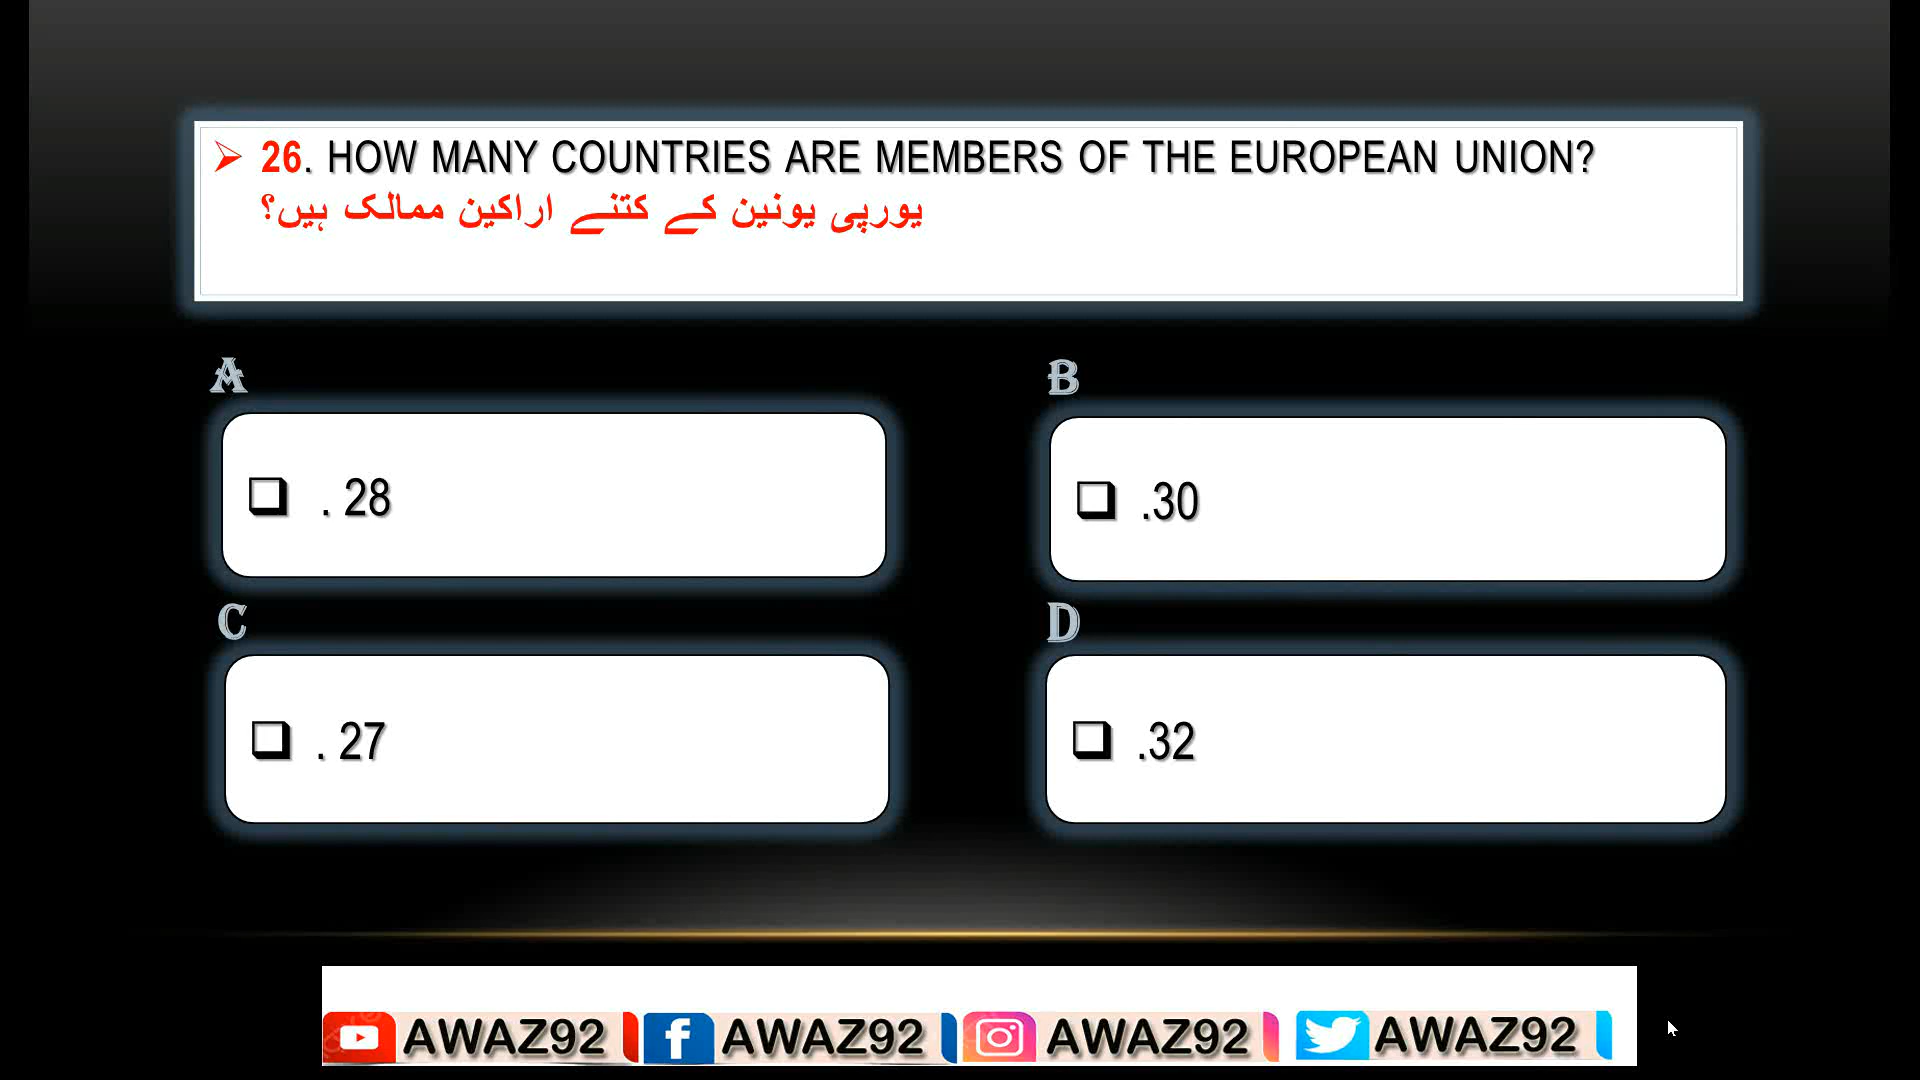 26. HOW MANY COUNTRIES ARE MEMBERS OF THE EUROPEAN UNION?
یورپی یونین کے کتنے اراکین ممالک ہیں؟
A
B
. 28
.30
C
D
. 27
.32
AWAZ92 AWAZ92 AWAZ92 AWAZ92